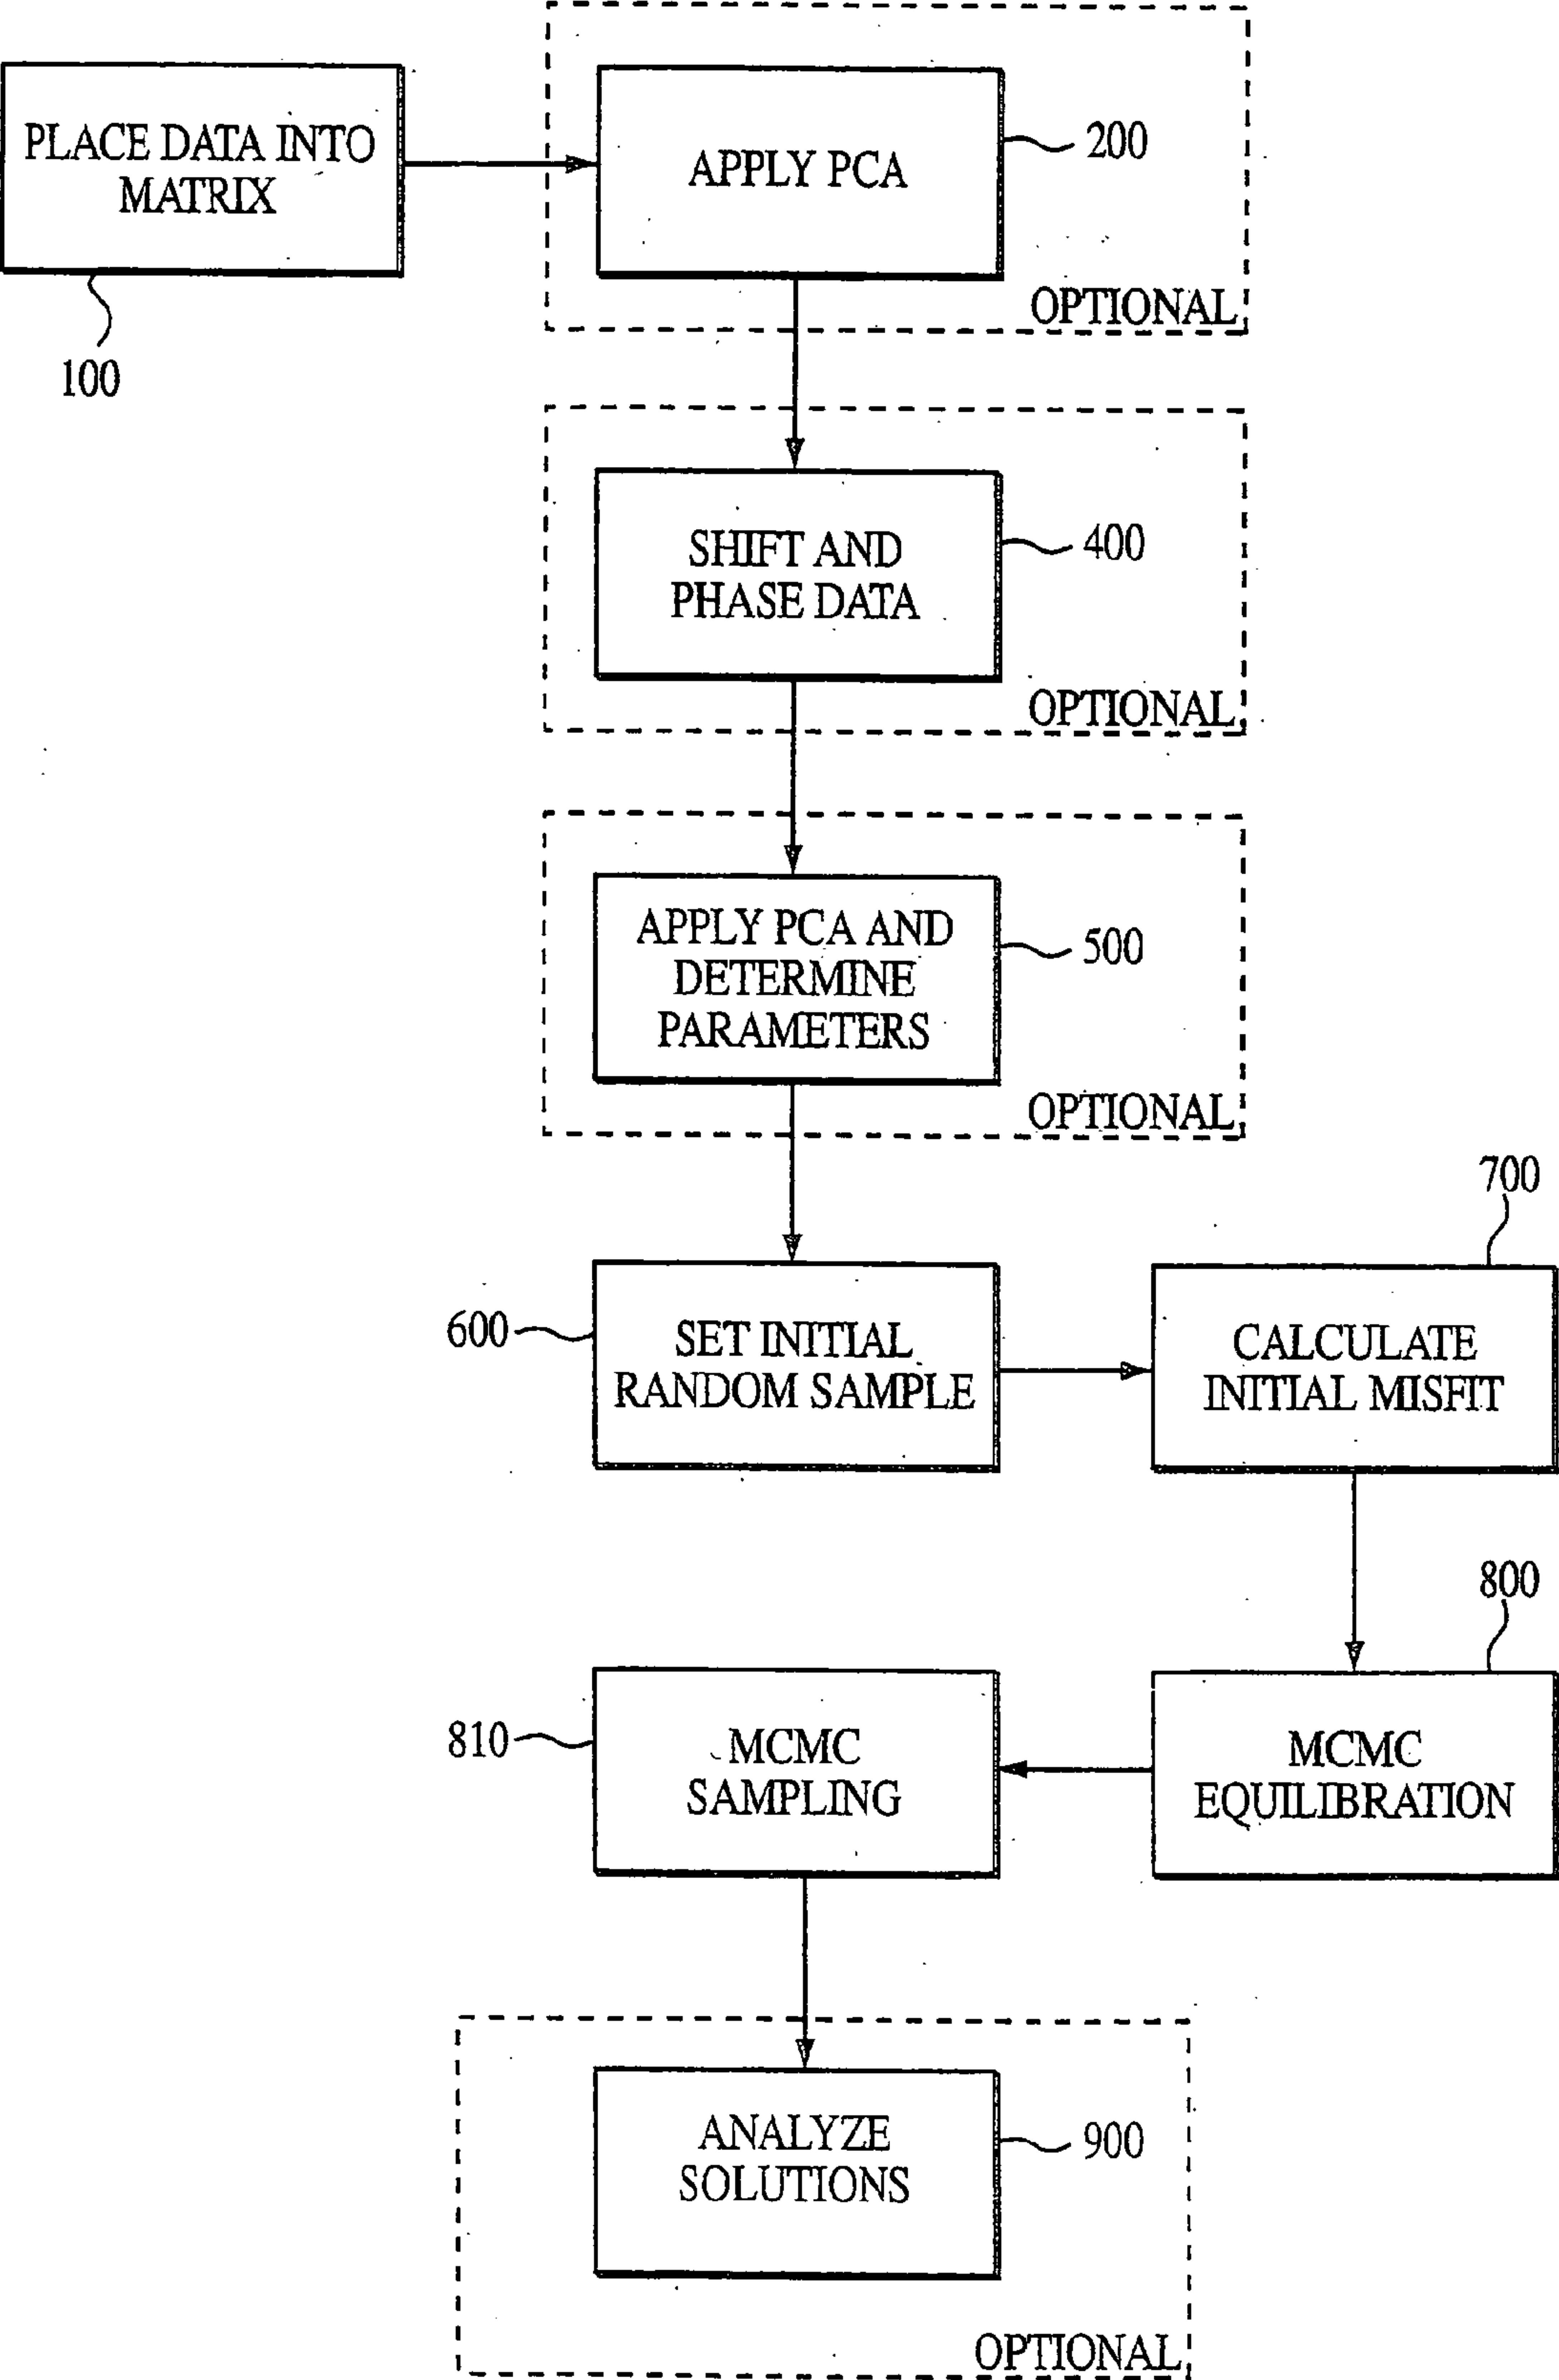 PLACE DATA INTO
MATRIX
100
APPLY PCA
200
OPTIONAL
SHIFT AND
PHASE DATA
400
OPTIONAL
APPLY PCA AND
DETERMINE
PARAMETERS
500
OPTIONAL
600
SET INITIAL
RANDOM SAMPLE
700
CALCULATE
INITIAL MISFIT
800
MCMC
EQUILIBRATION
810
MCMC
SAMPLING
ANALYZE
SOLUTIONS
900
OPTIONAL